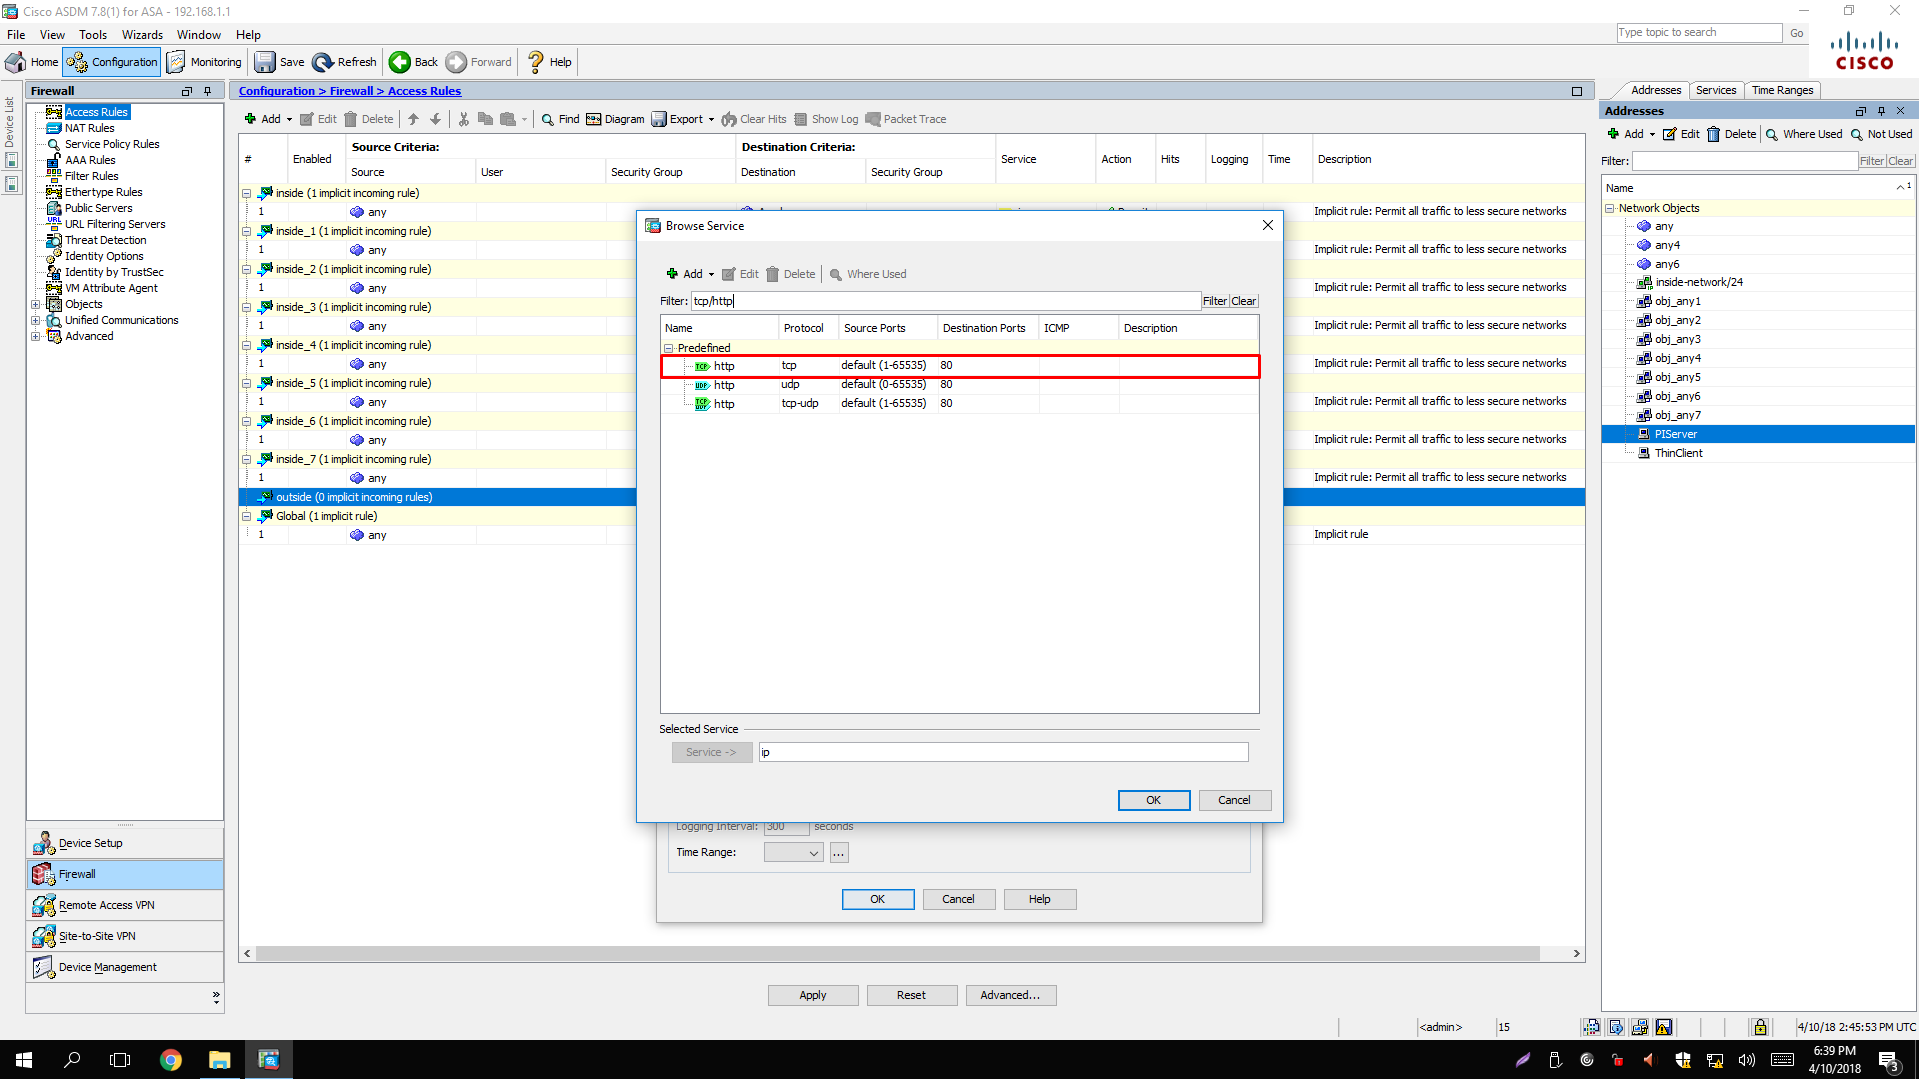 Cisco ASDM 7.8(1) for ASA - 192.168.1.1
File View Tools Wizards Window Help
Type topic to search Go
Home Configuration Monitoring Save Refresh Back Forward Help
CISCO
Device List
Firewall
Access Rules
NAT Rules
Service Policy Rules
AAA Rules
Filter Rules
Ethertype Rules
Public Servers
URL Filtering Servers
Threat Detection
Identity Options
Identity by TrustSec
VM Attribute Agent
Objects
Unified Communications
Advanced
Device Setup
Firewall
Remote Access VPN
Site-to-Site VPN
Device Management
Configuration > Firewall > Access Rules
Add Edit Delete Find Diagram Export Clear Hits Show Log Packet Trace
# Enabled Source Criteria: Destination Criteria: Service Action Hits Logging Time Description
Source User Security Group Destination Security Group
inside (1 implicit incoming rule)
1 any Implicit rule: Permit all traffic to less secure networks
inside_1 (1 implicit incoming rule)
1 any Implicit rule: Permit all traffic to less secure networks
inside_2 (1 implicit incoming rule)
1 any Implicit rule: Permit all traffic to less secure networks
inside_3 (1 implicit incoming rule)
1 any Implicit rule: Permit all traffic to less secure networks
inside_4 (1 implicit incoming rule)
1 any Implicit rule: Permit all traffic to less secure networks
inside_5 (1 implicit incoming rule)
1 any Implicit rule: Permit all traffic to less secure networks
inside_6 (1 implicit incoming rule)
1 any Implicit rule: Permit all traffic to less secure networks
inside_7 (1 implicit incoming rule)
1 any Implicit rule: Permit all traffic to less secure networks
outside (0 implicit incoming rules)
Global (1 implicit rule)
1 any Implicit rule
Browse Service
Add Edit Delete Where Used
Filter: tcp/http Filter Clear
Name Protocol Source Ports Destination Ports ICMP Description
Predefined
TCP http tcp default (1-65535) 80
UDP http udp default (0-65535) 80
TCP UDP http tcp-udp default (1-65535) 80
Selected Service
Service -> ip
OK Cancel
Logging Interval: 300 seconds
Time Range: ...
OK Cancel Help
Apply Reset Advanced...
Addresses Services Time Ranges
Addresses
Add Edit Delete Where Used Not Used
Filter: Filter Clear
Name 1
Network Objects
any
any4
any6
inside-network/24
obj_any1
obj_any2
obj_any3
obj_any4
obj_any5
obj_any6
obj_any7
PIServer
ThinClient
<admin> 15 4/10/18 2:45:53 PM UTC
6:39 PM
4/10/2018
3